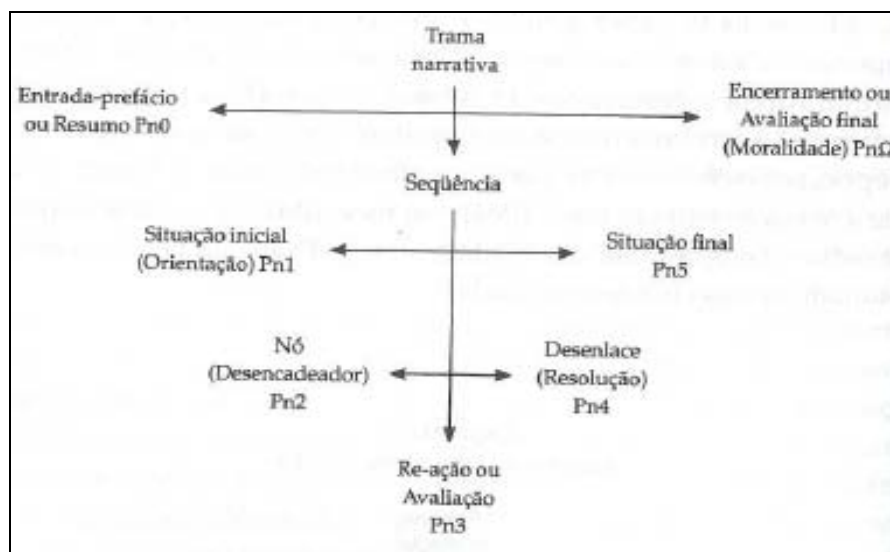 Trama
narrativa
Entrada-prefácio
ou Resumo Pn0
Encerramento ou
Avaliação final
(Moralidade) PnΩ
Seqüência
Situação inicial
(Orientação) Pn1
Situação final
Pn5
Nó
(Desencadeador)
Pn2
Desenlace
(Resolução)
Pn4
Re-ação ou
Avaliação
Pn3